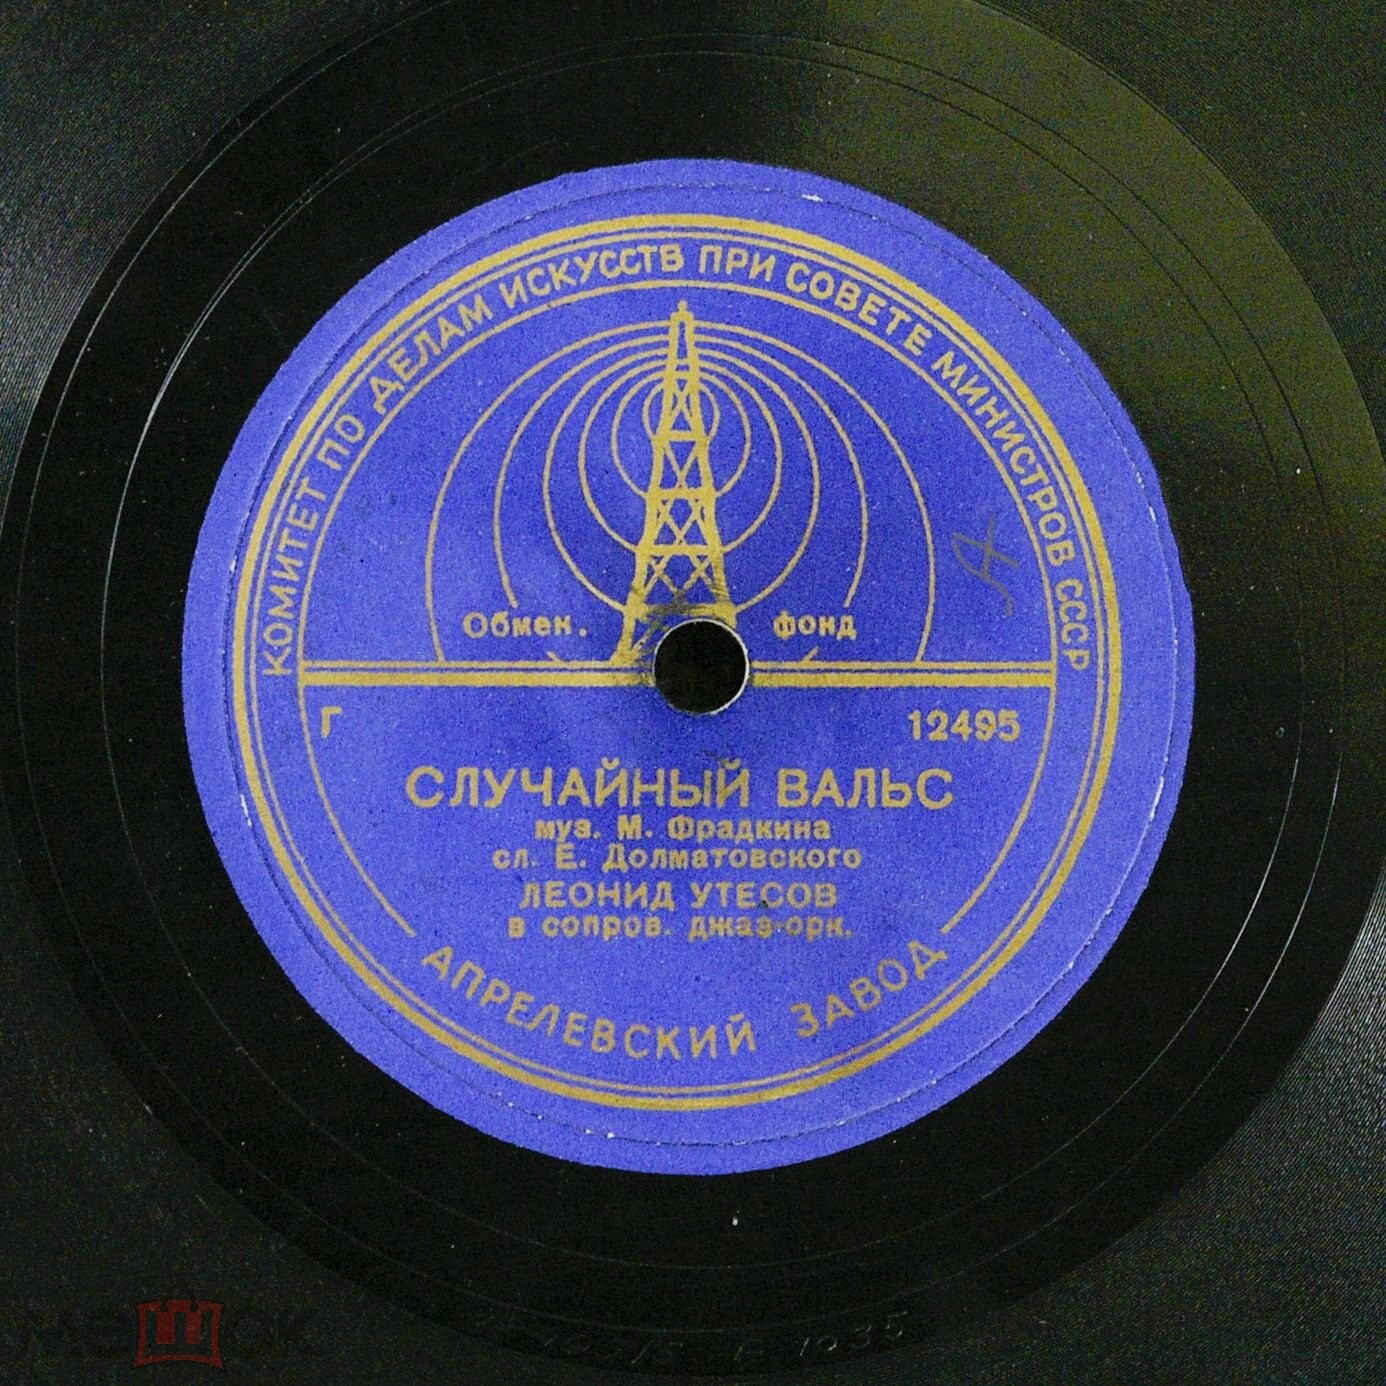 КОМИТЕТ ПО ДЕЛАМ ИСКУССТВ ПРИ СОВЕТЕ МИНИСТРОВ СССР
Обмен. фонд
Г 12495
СЛУЧАЙНЫЙ ВАЛЬС
муз. М. Фрадкина
сл. Е. Долматовского
ЛЕОНИД УТЕСОВ
в сопров. джаз-орк.
АПРЕЛЕВСКИЙ ЗАВОД